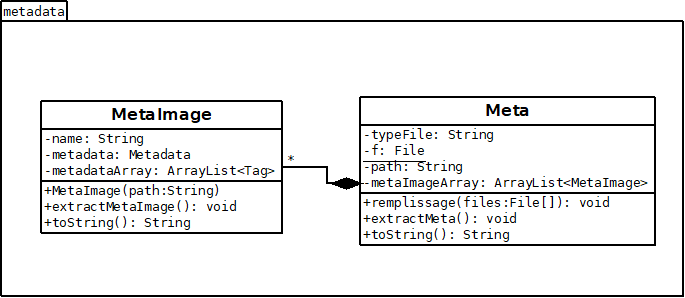 metadata
MetaImage
-name: String
-metadata: Metadata
-metadataArray: ArrayList<Tag>
+MetaImage(path:String)
+extractMetaImage(): void
+toString(): String
*
Meta
-typeFile: String
-f: File
-path: String
-metaImageArray: ArrayList<MetaImage>
+remplissage(files:File[]): void
+extractMeta(): void
+toString(): String